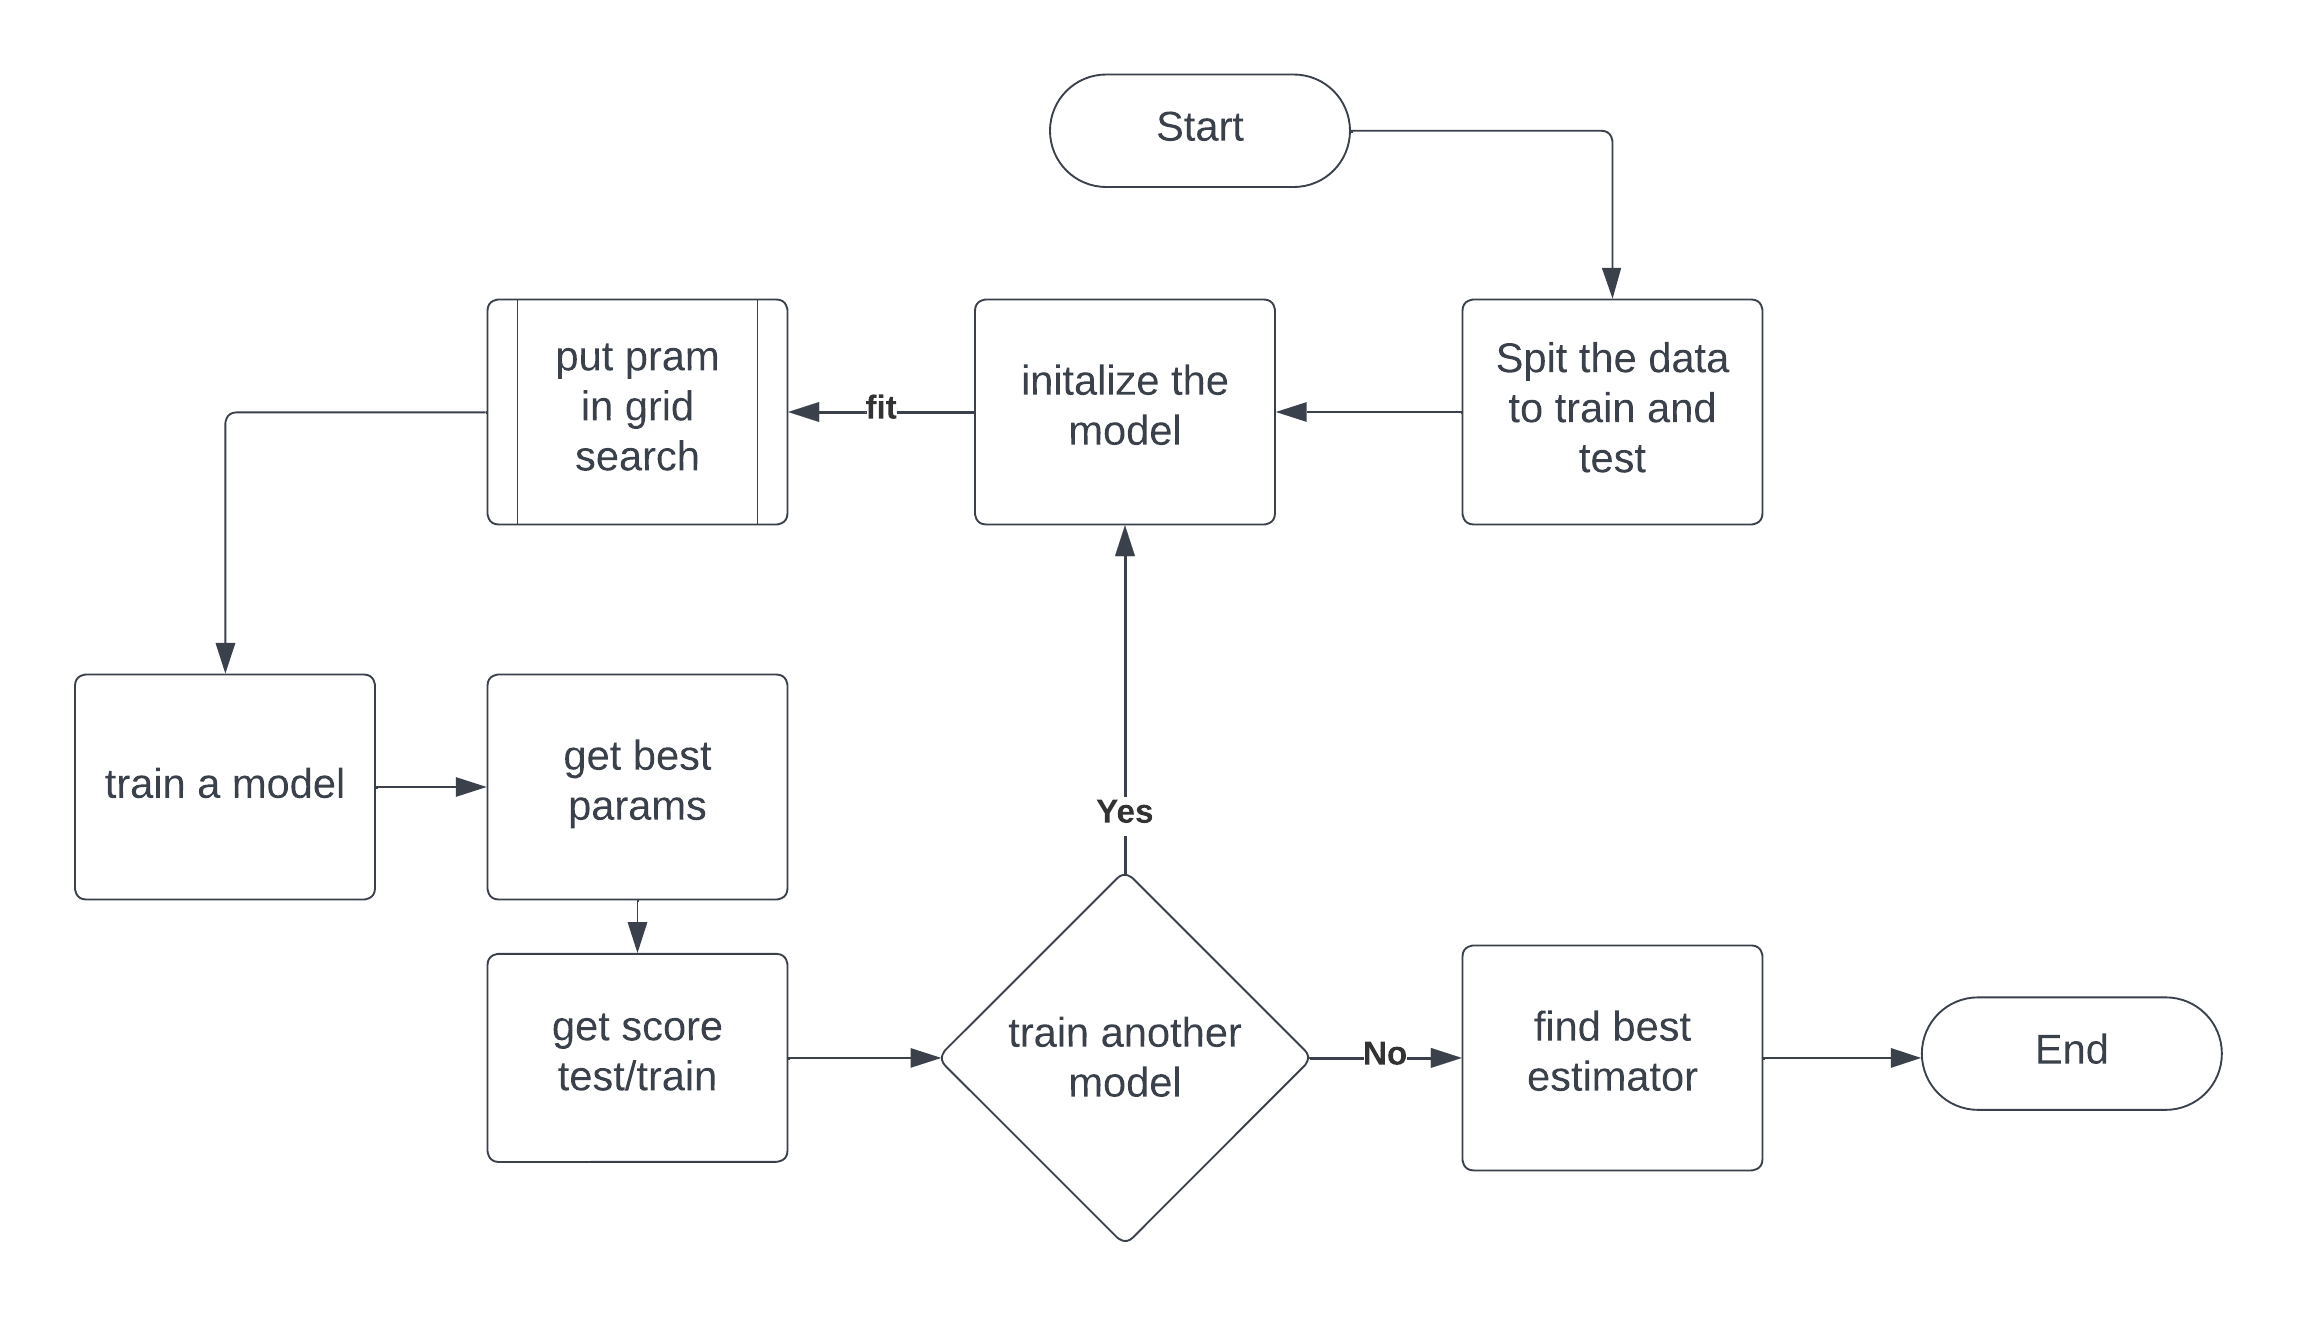 Start
Spit the data
to train and
test
initalize the
model
fit
put pram
in grid
search
train a model
get best
params
get score
test/train
train another
model
Yes
No
find best
estimator
End